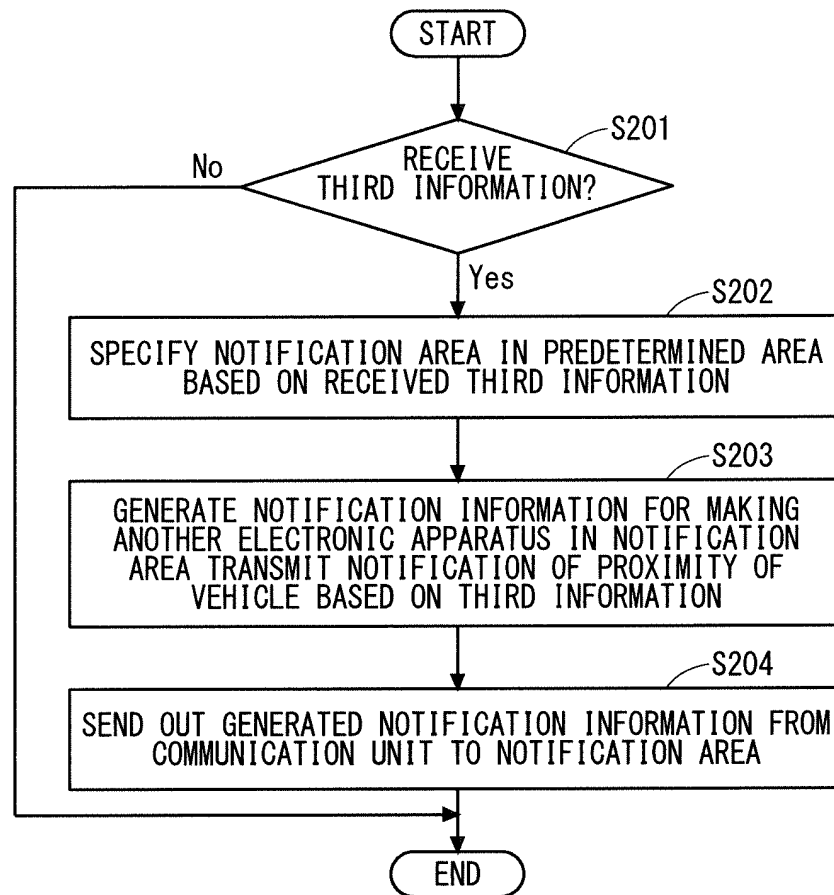 START
S201
RECEIVE
THIRD INFORMATION?
No
Yes
S202
SPECIFY NOTIFICATION AREA IN PREDETERMINED AREA
BASED ON RECEIVED THIRD INFORMATION
S203
GENERATE NOTIFICATION INFORMATION FOR MAKING
ANOTHER ELECTRONIC APPARATUS IN NOTIFICATION
AREA TRANSMIT NOTIFICATION OF PROXIMITY OF
VEHICLE BASED ON THIRD INFORMATION
S204
SEND OUT GENERATED NOTIFICATION INFORMATION FROM
COMMUNICATION UNIT TO NOTIFICATION AREA
END